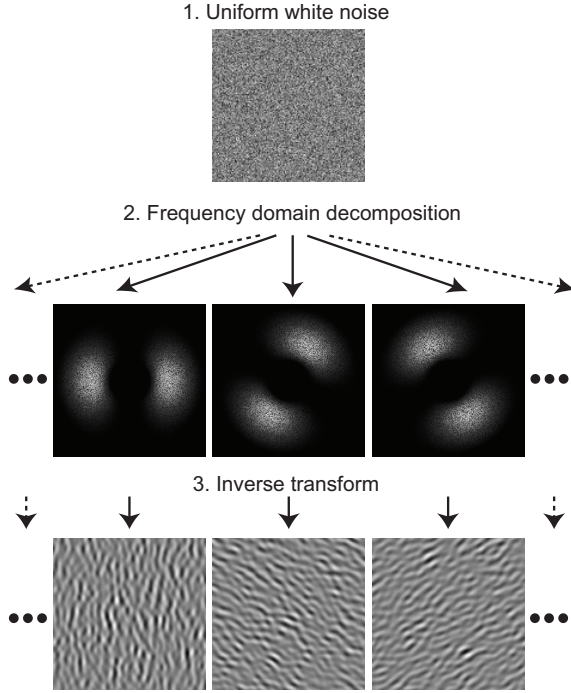 1. Uniform white noise
2. Frequency domain decomposition
3. Inverse transform